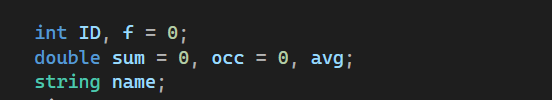 int ID, f = 0;
double sum = 0, occ = 0, avg;
string name;